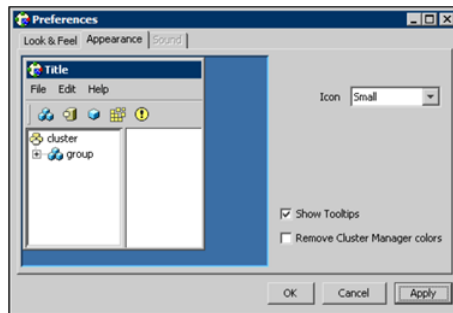 Preferences
Look & Feel Appearance Sound
Title
File Edit Help
cluster
group
Icon Small
Show Tooltips
Remove Cluster Manager colors
OK Cancel Apply